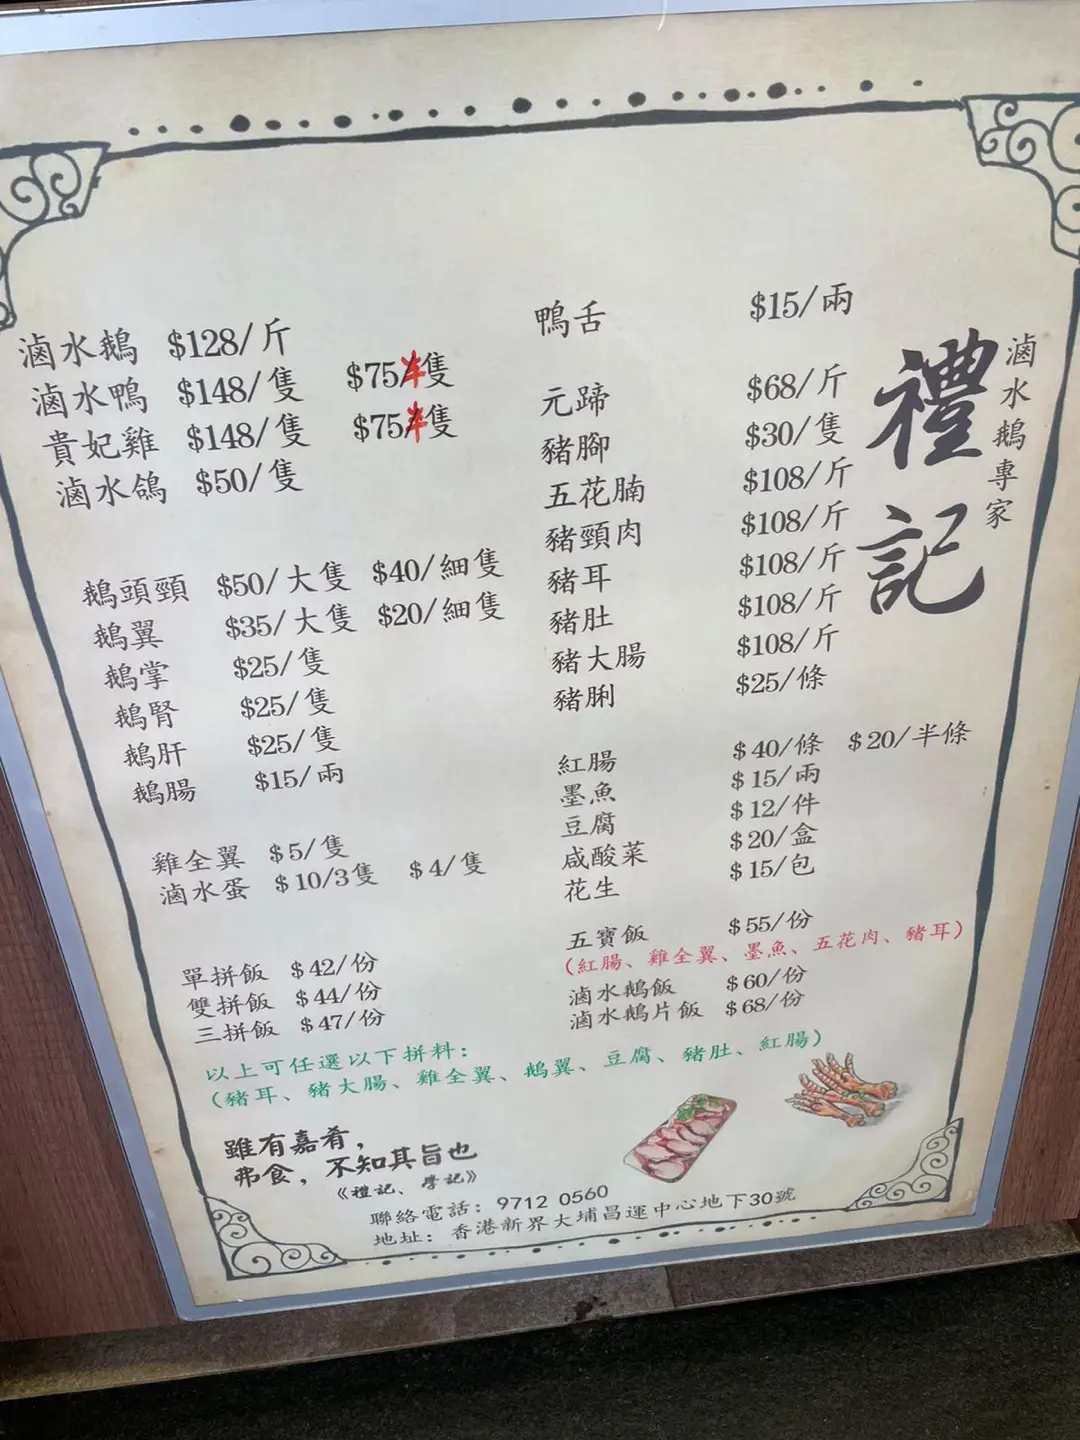 滷水鵝專家
禮記
滷水鵝 $128/斤
滷水鴨 $148/隻 $75半隻
貴妃雞 $148/隻 $75半隻
滷水鴿 $50/隻
鵝頭頸 $50/大隻 $40/細隻
鵝翼 $35/大隻 $20/細隻
鵝掌 $25/隻
鵝腎 $25/隻
鵝肝 $25/隻
鵝腸 $15/兩
雞全翼 $5/隻
滷水蛋 $10/3隻 $4/隻
單拼飯 $42/份
雙拼飯 $44/份
三拼飯 $47/份
以上可任選以下拼料：
(豬耳、豬大腸、雞全翼、鵝翼、豆腐、豬肚、紅腸)
鴨舌 $15/兩
元蹄 $68/斤
豬腳 $30/隻
五花腩 $108/斤
豬頸肉 $108/斤
豬耳 $108/斤
豬肚 $108/斤
豬大腸 $108/斤
豬脷 $25/條
紅腸 $40/條 $20/半條
墨魚 $15/兩
豆腐 $12/件
咸酸菜 $20/盒
花生 $15/包
五寶飯 $55/份
(紅腸、雞全翼、墨魚、五花肉、豬耳)
滷水鵝飯 $60/份
滷水鵝片飯 $68/份
雖有嘉肴，
弗食，不知其旨也
《禮記、學記》
聯絡電話：9712 0560
地址：香港新界大埔昌運中心地下30號